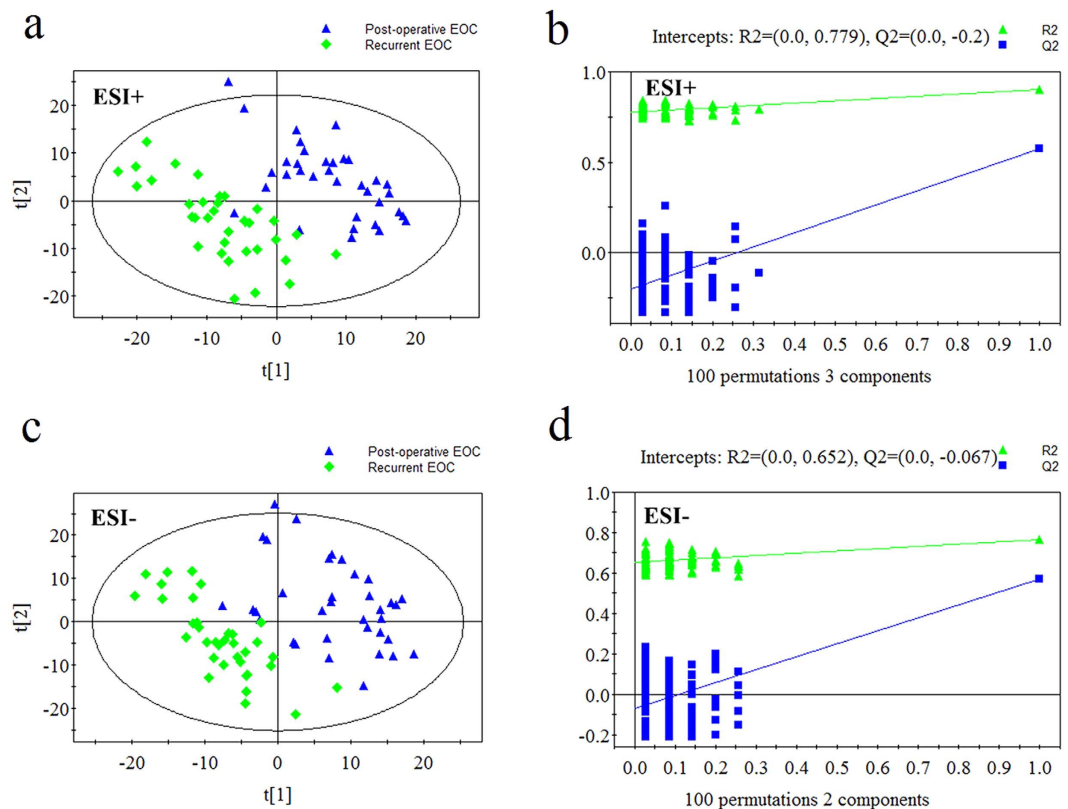 a
Post-operative EOC
Recurrent EOC
ESI+
t[2]
20
10
0
-10
-20
-20 -10 0 10 20
t[1]
b
Intercepts: R2=(0.0, 0.779), Q2=(0.0, -0.2)
R2
Q2
ESI+
1.0
0.5
0.0
0.0 0.1 0.2 0.3 0.4 0.5 0.6 0.7 0.8 0.9 1.0
100 permutations 3 components
c
Post-operative EOC
Recurrent EOC
ESI-
t[2]
20
10
0
-10
-20
-20 -10 0 10 20
t[1]
d
Intercepts: R2=(0.0, 0.652), Q2=(0.0, -0.067)
R2
Q2
ESI-
1.0
0.8
0.6
0.4
0.2
0.0
-0.2
0.0 0.1 0.2 0.3 0.4 0.5 0.6 0.7 0.8 0.9 1.0
100 permutations 2 components